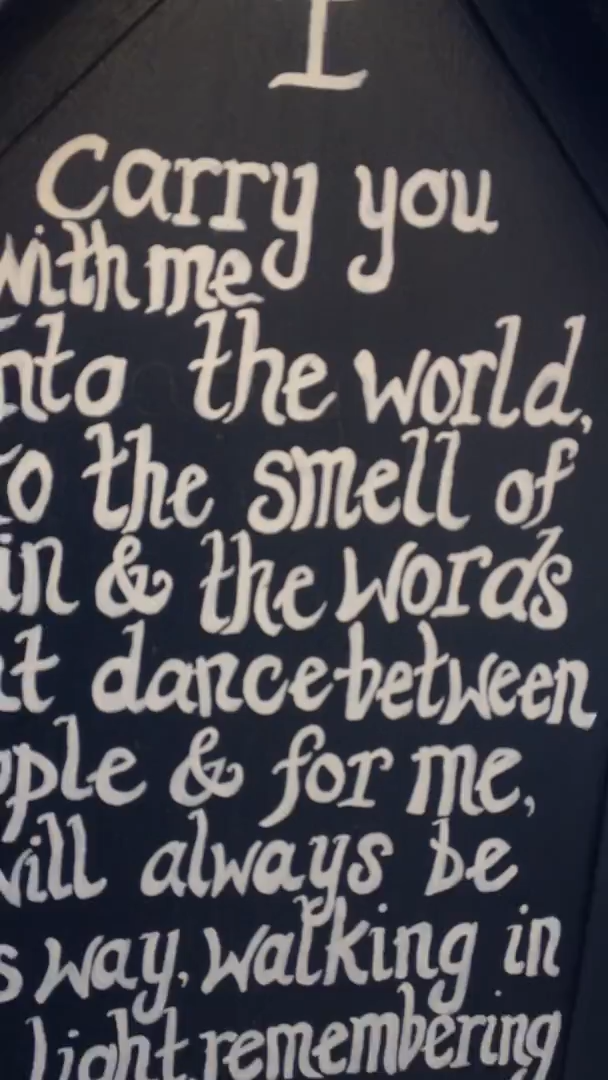 I
Carry you
with me
nto the world,
to the smell of
in & the words
t dance between
ple & for me,
will always be
s way, walking in
light, remembering